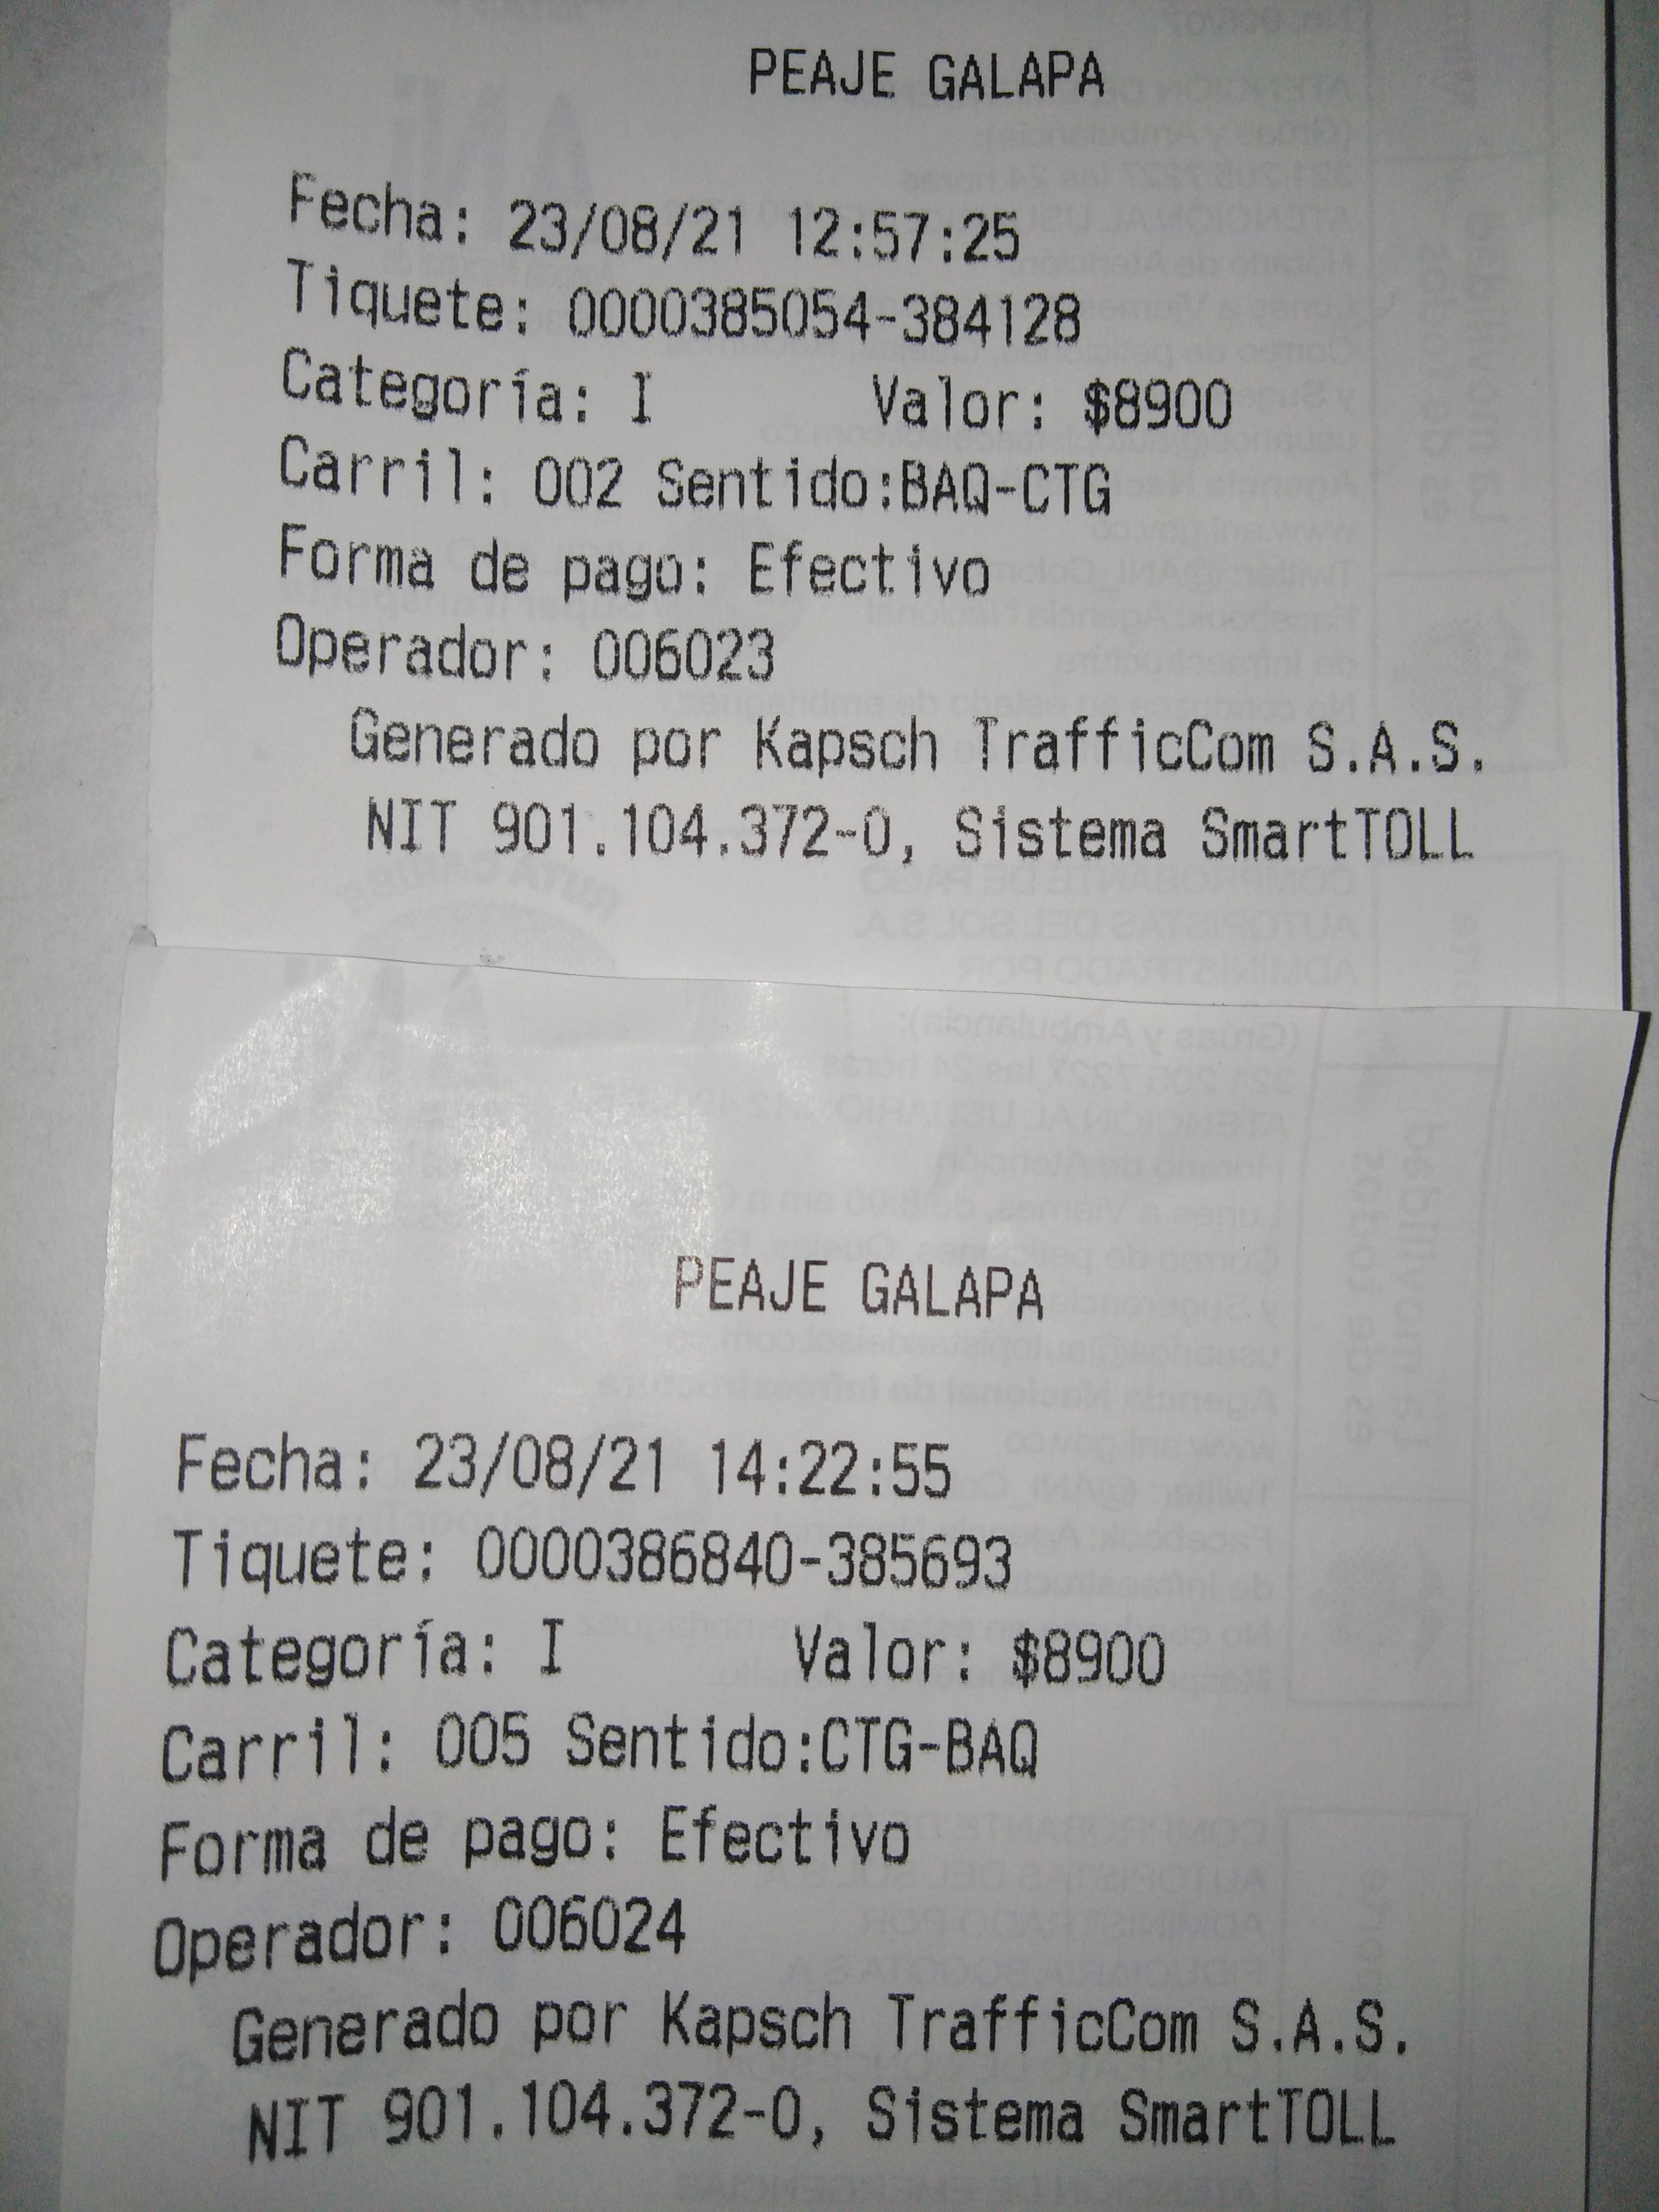 PEAJE GALAPA
Fecha: 23/08/21 12:57:25
Tiquete: 0000385054-384128
Categoría: I Valor: $8900
Carril: 002 Sentido:BAQ-CTG
Forma de pago: Efectivo
Operador: 006023
Generado por Kapsch TrafficCom S.A.S.
NIT 901.104.372-0, Sistema SmartTOLL
PEAJE GALAPA
Fecha: 23/08/21 14:22:55
Tiquete: 0000386840-385693
Categoría: I Valor: $8900
Carril: 005 Sentido:CTG-BAQ
Forma de pago: Efectivo
Operador: 006024
Generado por Kapsch TrafficCom S.A.S.
NIT 901.104.372-0, Sistema SmartTOLL